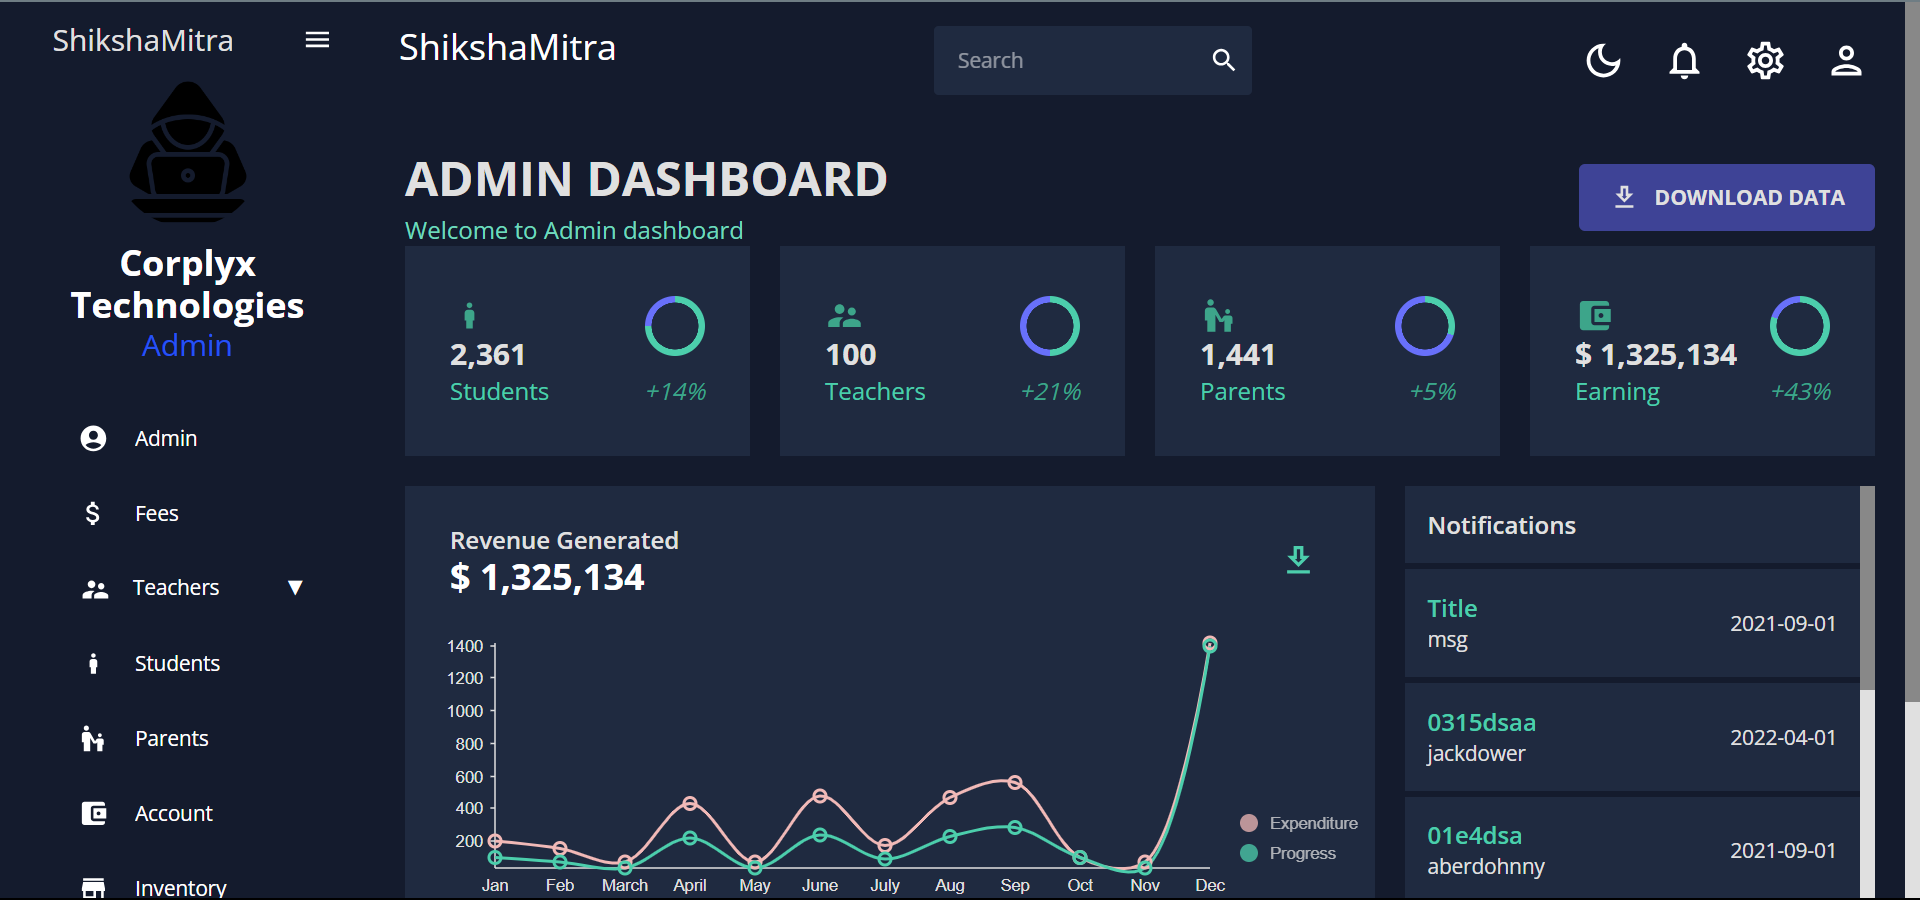 ShikshaMitra
Corplyx
Technologies
Admin
Admin
Fees
Teachers ▼
Students
Parents
Account
Inventory
ShikshaMitra
Search
ADMIN DASHBOARD
Welcome to Admin dashboard
DOWNLOAD DATA
2,361
Students +14%
100
Teachers +21%
1,441
Parents +5%
$ 1,325,134
Earning +43%
Revenue Generated
$ 1,325,134
1400
1200
1000
800
600
400
200
Jan Feb March April May June July Aug Sep Oct Nov Dec
Expenditure
Progress
Notifications
Title
msg
2021-09-01
0315dsaa
jackdower
2022-04-01
01e4dsa
aberdohnny
2021-09-01